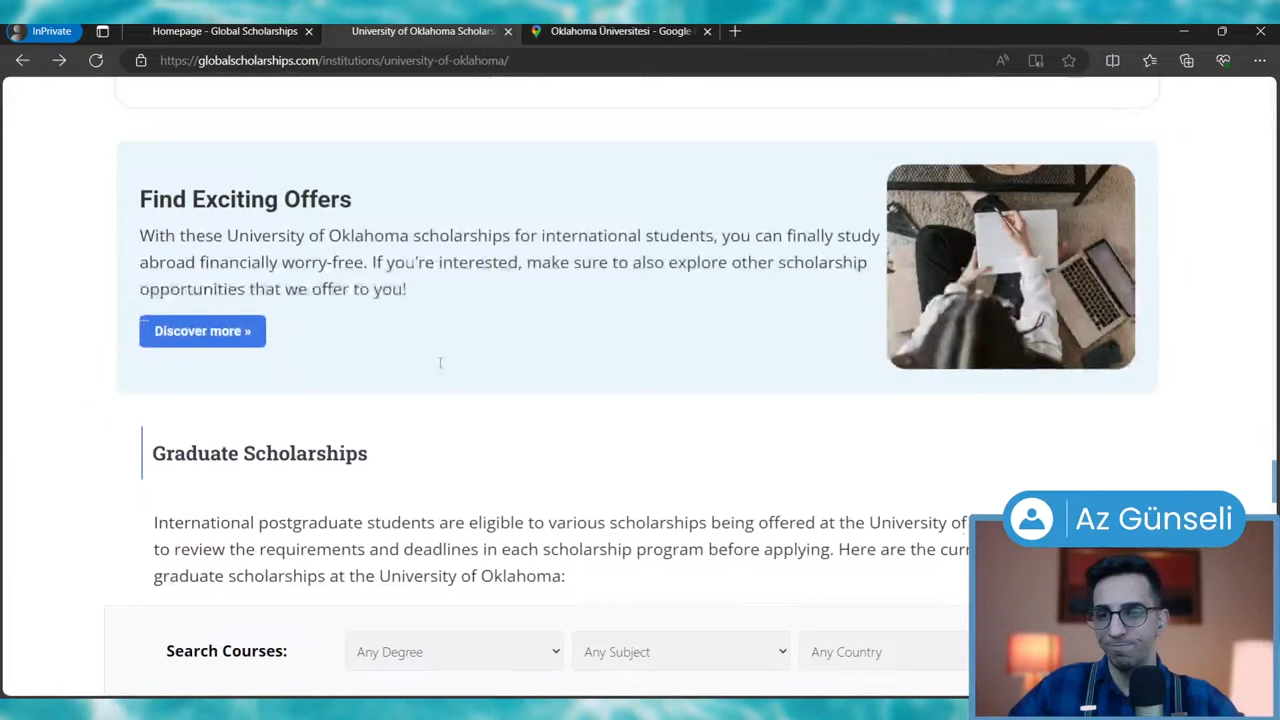 InPrivate
Homepage - Global Scholarships
University of Oklahoma Scholars
Oklahoma Üniversitesi - Google
https://globalscholarships.com/institutions/university-of-oklahoma/
Find Exciting Offers
With these University of Oklahoma scholarships for international students, you can finally study
abroad financially worry-free. If you're interested, make sure to also explore other scholarship
opportunities that we offer to you!
Discover more »
Graduate Scholarships
International postgraduate students are eligible to various scholarships being offered at the University of
to review the requirements and deadlines in each scholarship program before applying. Here are the curr
graduate scholarships at the University of Oklahoma:
Az Günseli
Search Courses:
Any Degree
Any Subject
Any Country